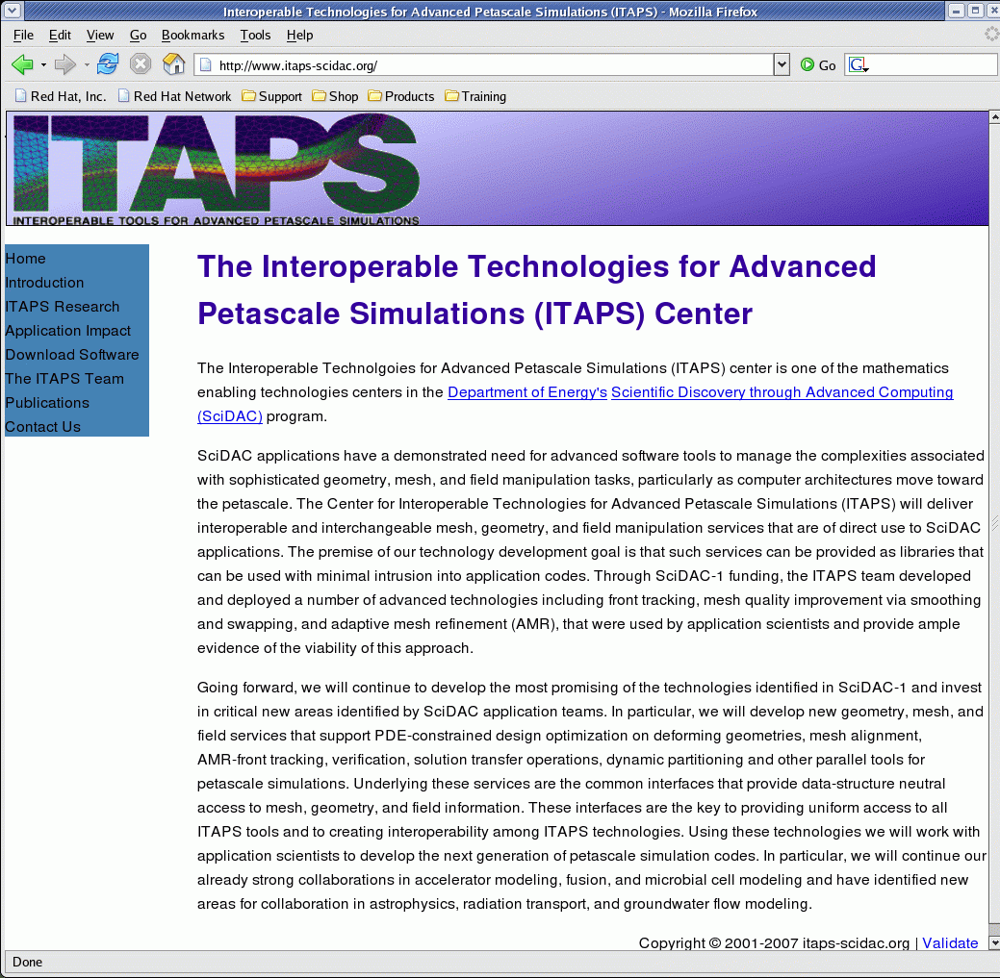 Interoperable Technologies for Advanced Petascale Simulations (ITAPS) - Mozilla Firefox
File Edit View Go Bookmarks Tools Help
http://www.itaps-scidac.org/ Go G
Red Hat, Inc. Red Hat Network Support Shop Products Training
ITAPS
INTEROPERABLE TOOLS FOR ADVANCED PETASCALE SIMULATIONS
Home
Introduction
ITAPS Research
Application Impact
Download Software
The ITAPS Team
Publications
Contact Us
The Interoperable Technologies for Advanced
Petascale Simulations (ITAPS) Center
The Interoperable Technolgoies for Advanced Petascale Simulations (ITAPS) center is one of the mathematics
enabling technologies centers in the Department of Energy's Scientific Discovery through Advanced Computing
(SciDAC) program.
SciDAC applications have a demonstrated need for advanced software tools to manage the complexities associated
with sophisticated geometry, mesh, and field manipulation tasks, particularly as computer architectures move toward
the petascale. The Center for Interoperable Technologies for Advanced Petascale Simulations (ITAPS) will deliver
interoperable and interchangeable mesh, geometry, and field manipulation services that are of direct use to SciDAC
applications. The premise of our technology development goal is that such services can be provided as libraries that
can be used with minimal intrusion into application codes. Through SciDAC-1 funding, the ITAPS team developed
and deployed a number of advanced technologies including front tracking, mesh quality improvement via smoothing
and swapping, and adaptive mesh refinement (AMR), that were used by application scientists and provide ample
evidence of the viability of this approach.
Going forward, we will continue to develop the most promising of the technologies identified in SciDAC-1 and invest
in critical new areas identified by SciDAC application teams. In particular, we will develop new geometry, mesh, and
field services that support PDE-constrained design optimization on deforming geometries, mesh alignment,
AMR-front tracking, verification, solution transfer operations, dynamic partitioning and other parallel tools for
petascale simulations. Underlying these services are the common interfaces that provide data-structure neutral
access to mesh, geometry, and field information. These interfaces are the key to providing uniform access to all
ITAPS tools and to creating interoperability among ITAPS technologies. Using these technologies we will work with
application scientists to develop the next generation of petascale simulation codes. In particular, we will continue our
already strong collaborations in accelerator modeling, fusion, and microbial cell modeling and have identified new
areas for collaboration in astrophysics, radiation transport, and groundwater flow modeling.
Copyright © 2001-2007 itaps-scidac.org | Validate
Done